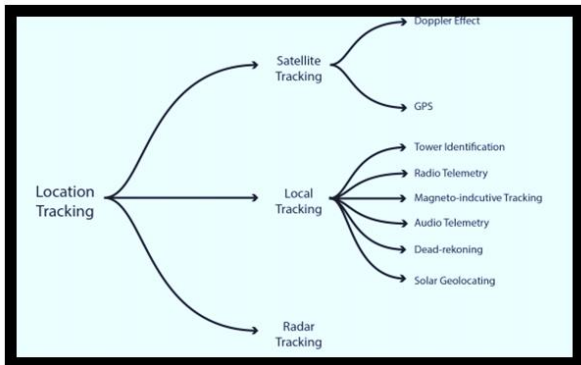 Doppler Effect
Satellite
Tracking
GPS
Tower Identification
Radio Telemetry
Location
Tracking
Local
Tracking
Magneto-indcutive Tracking
Audio Telemetry
Dead-rekoning
Solar Geolocating
Radar
Tracking